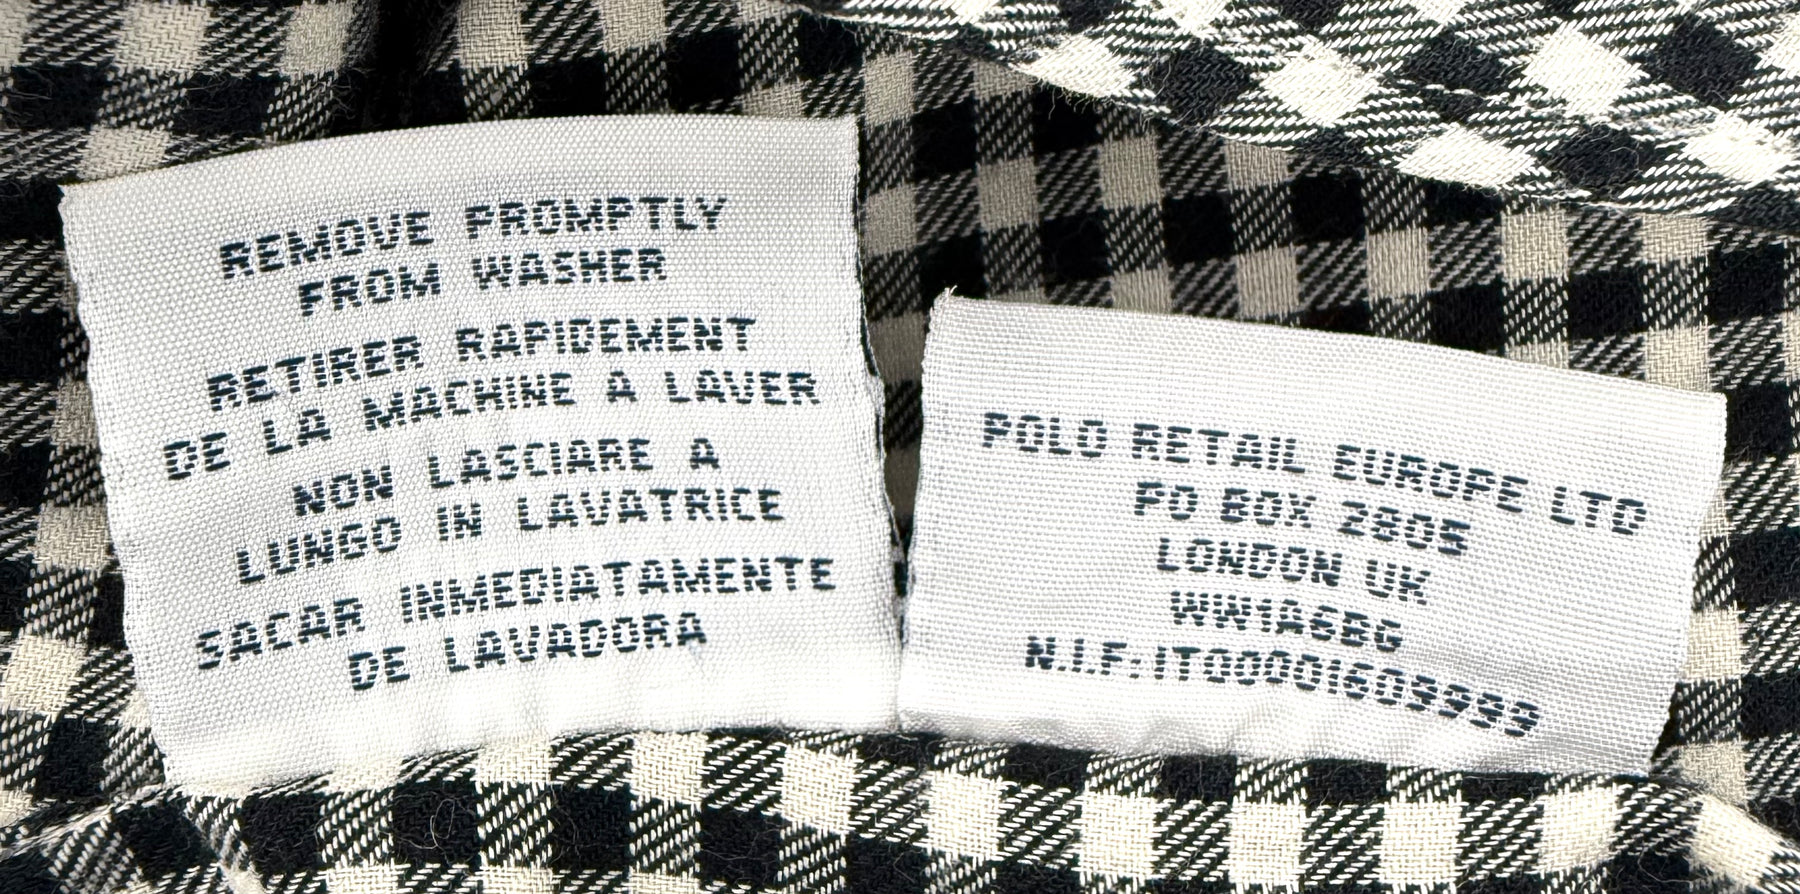 REMOVE PROMPTLY
FROM WASHER
RETIRER RAPIDEMENT
DE LA MACHINE A LAVER
NON LASCIARE A
LUNGO IN LAVATRICE
SACAR INMEDIATAMENTE
DE LAVADORA
POLO RETAIL EUROPE LTD
PO BOX 2805
LONDON UK
WW1A6BG
N.I.F:IT00001609999